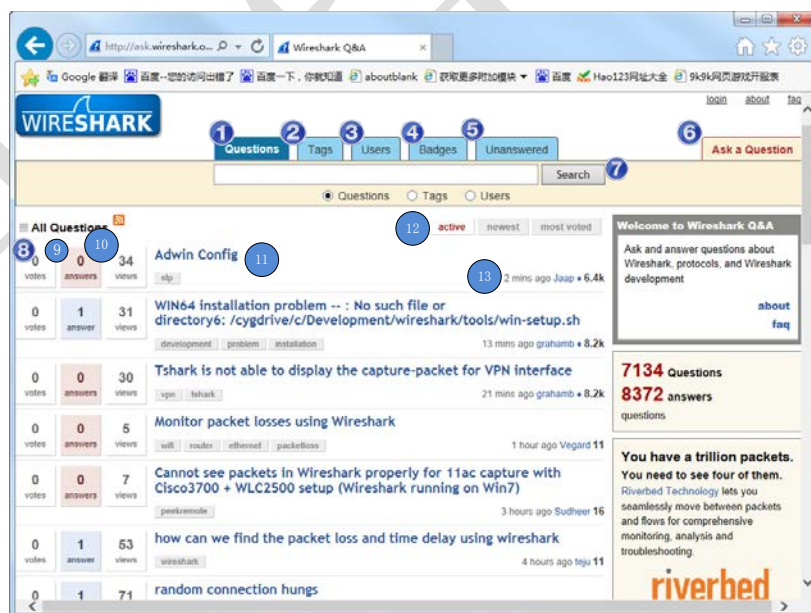 http://ask.wireshark.o...
Wireshark Q&A
Google 翻译 百度--您的访问出错了 百度一下，你就知道 aboutblank 获取更多附加模块 百度 Hao123网址大全 9k9k网页游戏开服表
login about faq
WIRESHARK
1 2 3 4 5 6
Questions Tags Users Badges Unanswered Ask a Question
Search 7
Questions Tags Users
All Questions
12 active newest most voted
8 9 10 11 13
0 votes 0 answers 34 views
Adwin Config
slp
2 mins ago Jaap • 6.4k
0 votes 1 answer 31 views
WIN64 installation problem -- : No such file or
directory6: /cygdrive/c/Development/wireshark/tools/win-setup.sh
development problem installation
13 mins ago grahamb • 8.2k
0 votes 0 answers 30 views
Tshark is not able to display the capture-packet for VPN interface
vpn tshark
21 mins ago grahamb • 8.2k
0 votes 0 answers 5 views
Monitor packet losses using Wireshark
wifi router ethernet packetloss
1 hour ago Vegard 11
0 votes 0 answers 7 views
Cannot see packets in Wireshark properly for 11ac capture with
Cisco3700 + WLC2500 setup (Wireshark running on Win7)
peekremote
3 hours ago Sudheer 16
0 votes 1 answer 53 views
how can we find the packet loss and time delay using wireshark
wireshark
4 hours ago teju 11
0 1 71
random connection hungs
Welcome to Wireshark Q&A
Ask and answer questions about
Wireshark, protocols, and Wireshark
development
about
faq
7134 Questions
8372 answers
questions
You have a trillion packets.
You need to see four of them.
Riverbed Technology lets you
seamlessly move between packets
and flows for comprehensive
monitoring, analysis and
troubleshooting.
riverbed